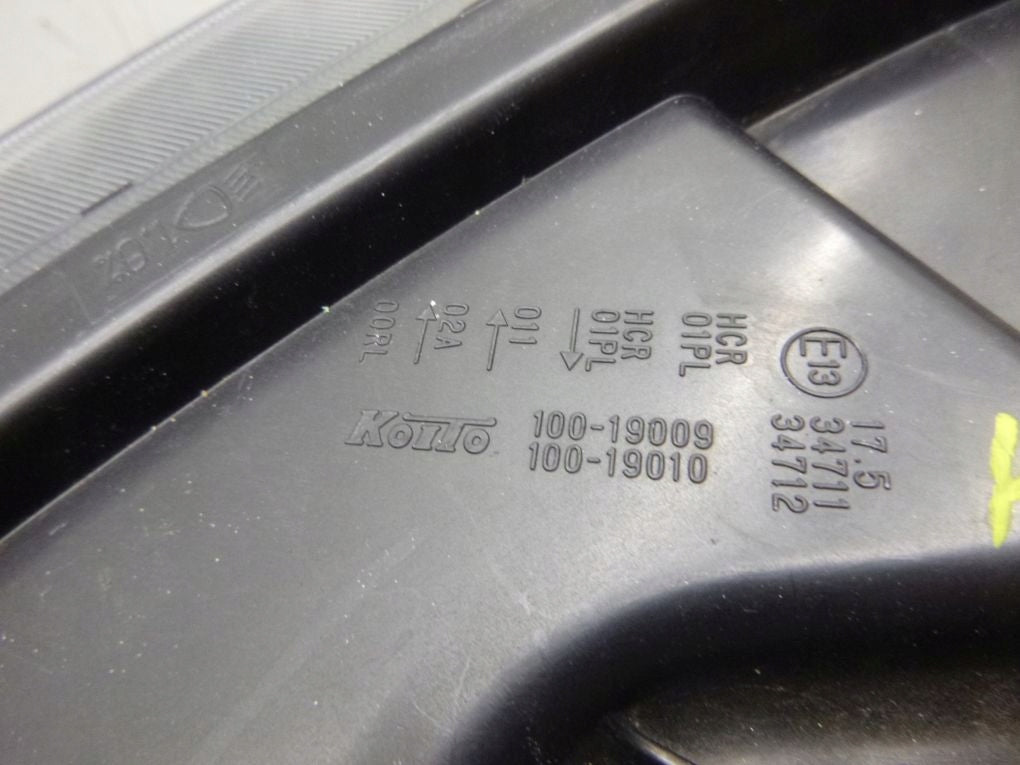 HCR
01PL
HCR
01PL
←
011
→
02A
→
00RL
E13
17.5
34711
34712
KOITO
100-19009
100-19010